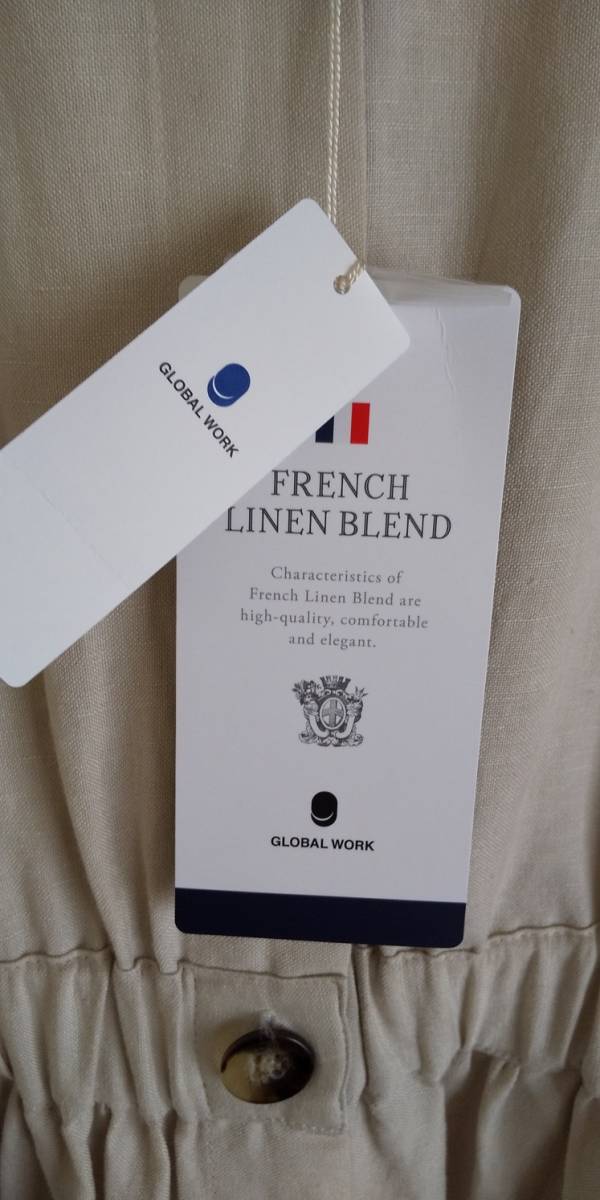 GLOBAL WORK
FRENCH
LINEN BLEND
Characteristics of
French Linen Blend are
high-quality, comfortable
and elegant.
GLOBAL WORK